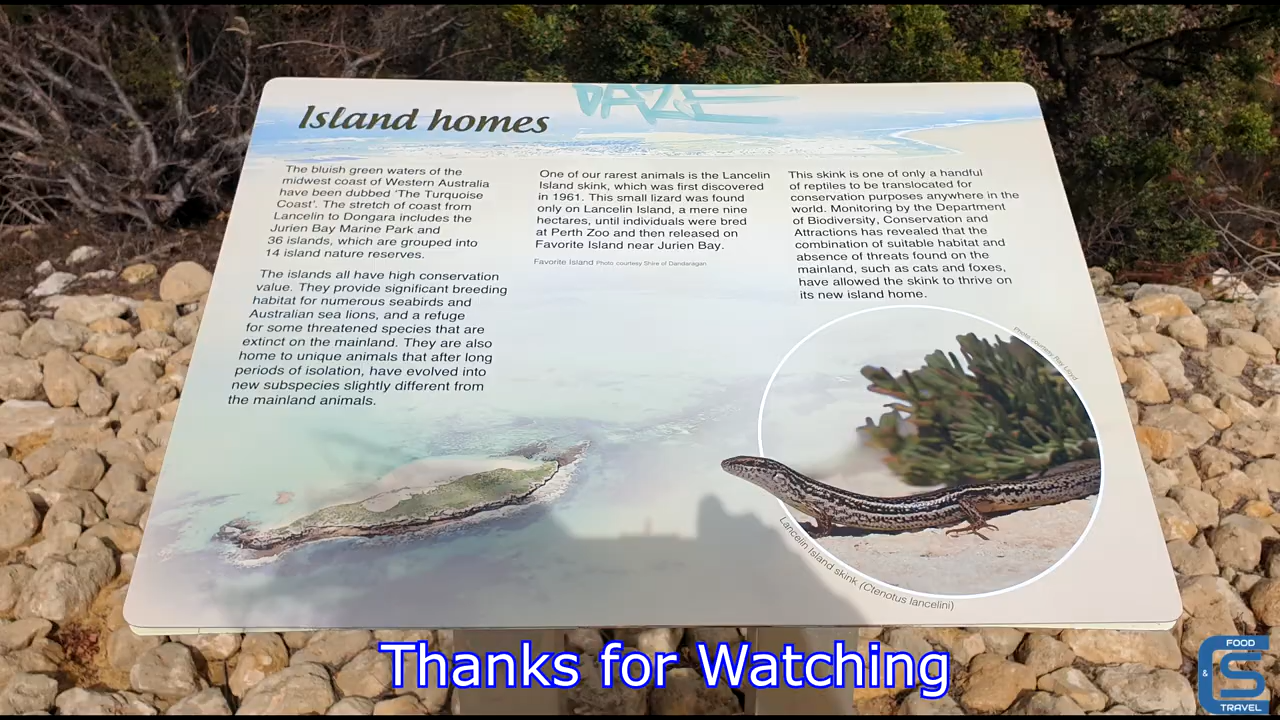 DAZE
Island homes
The bluish green waters of the
midwest coast of Western Australia
have been dubbed 'The Turquoise
Coast'. The stretch of coast from
Lancelin to Dongara includes the
Jurien Bay Marine Park and
36 islands, which are grouped into
14 island nature reserves.
The islands all have high conservation
value. They provide significant breeding
habitat for numerous seabirds and
Australian sea lions, and a refuge
for some threatened species that are
extinct on the mainland. They are also
home to unique animals that after long
periods of isolation, have evolved into
new subspecies slightly different from
the mainland animals.
One of our rarest animals is the Lancelin
Island skink, which was first discovered
in 1961. This small lizard was found
only on Lancelin Island, a mere nine
hectares, until individuals were bred
at Perth Zoo and then released on
Favorite Island near Jurien Bay.
Favorite Island Photo courtesy Shire of Dandaragan
This skink is one of only a handful
of reptiles to be translocated for
conservation purposes anywhere in the
world. Monitoring by the Department
of Biodiversity, Conservation and
Attractions has revealed that the
combination of suitable habitat and
absence of threats found on the
mainland, such as cats and foxes,
have allowed the skink to thrive on
its new island home.
Photo courtesy Ray Lloyd
Lancelin Island skink (Ctenotus lancelini)
Thanks for Watching
FOOD
& S
TRAVEL